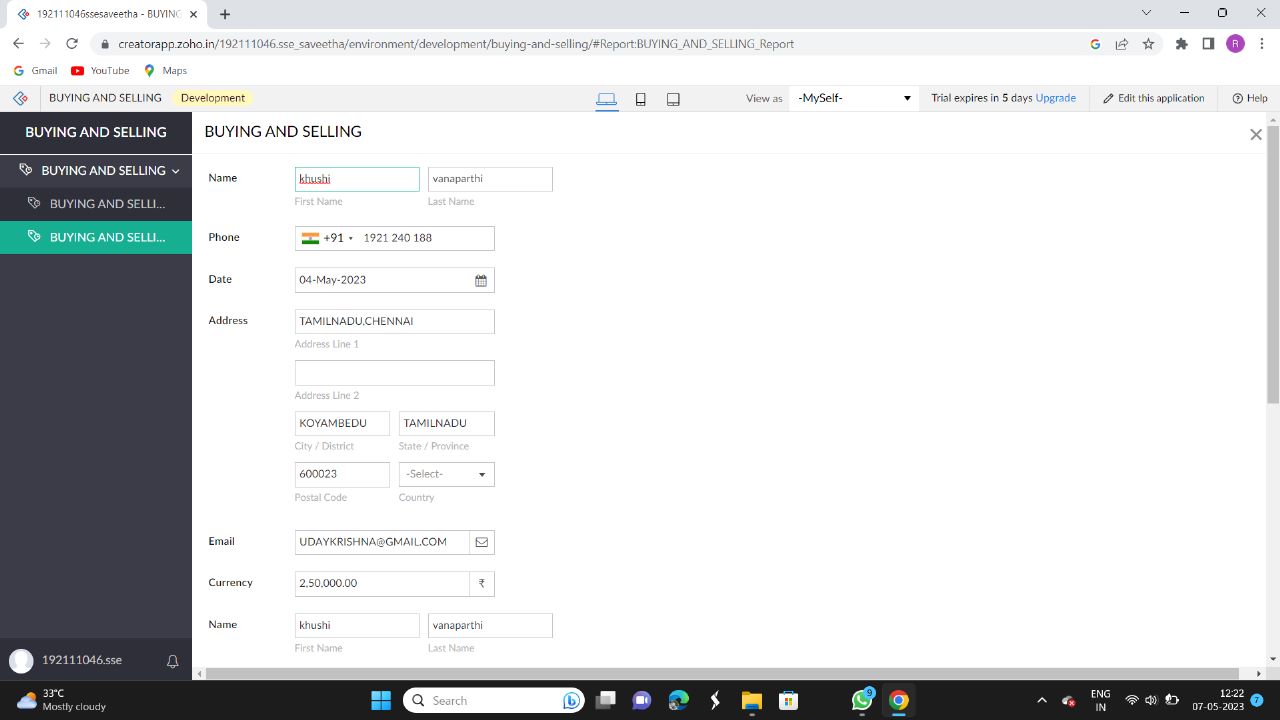 192111046ssesaveetha - BUYING
creatorapp.zoho.in/192111046.sse_saveetha/environment/development/buying-and-selling/#Report:BUYING_AND_SELLING_Report
R
Gmail YouTube Maps
BUYING AND SELLING Development View as -MySelf- Trial expires in 5 days Upgrade Edit this application Help
BUYING AND SELLING
BUYING AND SELLING
BUYING AND SELLI...
BUYING AND SELLI...
192111046.sse
BUYING AND SELLING
Name khushi vanaparthi
First Name Last Name
Phone +91 1921 240 188
Date 04-May-2023
Address TAMILNADU.CHENNAI
Address Line 1
Address Line 2
KOYAMBEDU TAMILNADU
City / District State / Province
600023 -Select-
Postal Code Country
Email UDAYKRISHNA@GMAIL.COM
Currency 2,50,000.00 ₹
Name khushi vanaparthi
First Name Last Name
33°C
Mostly cloudy
Search
9
ENG
IN
12:22
07-05-2023
7